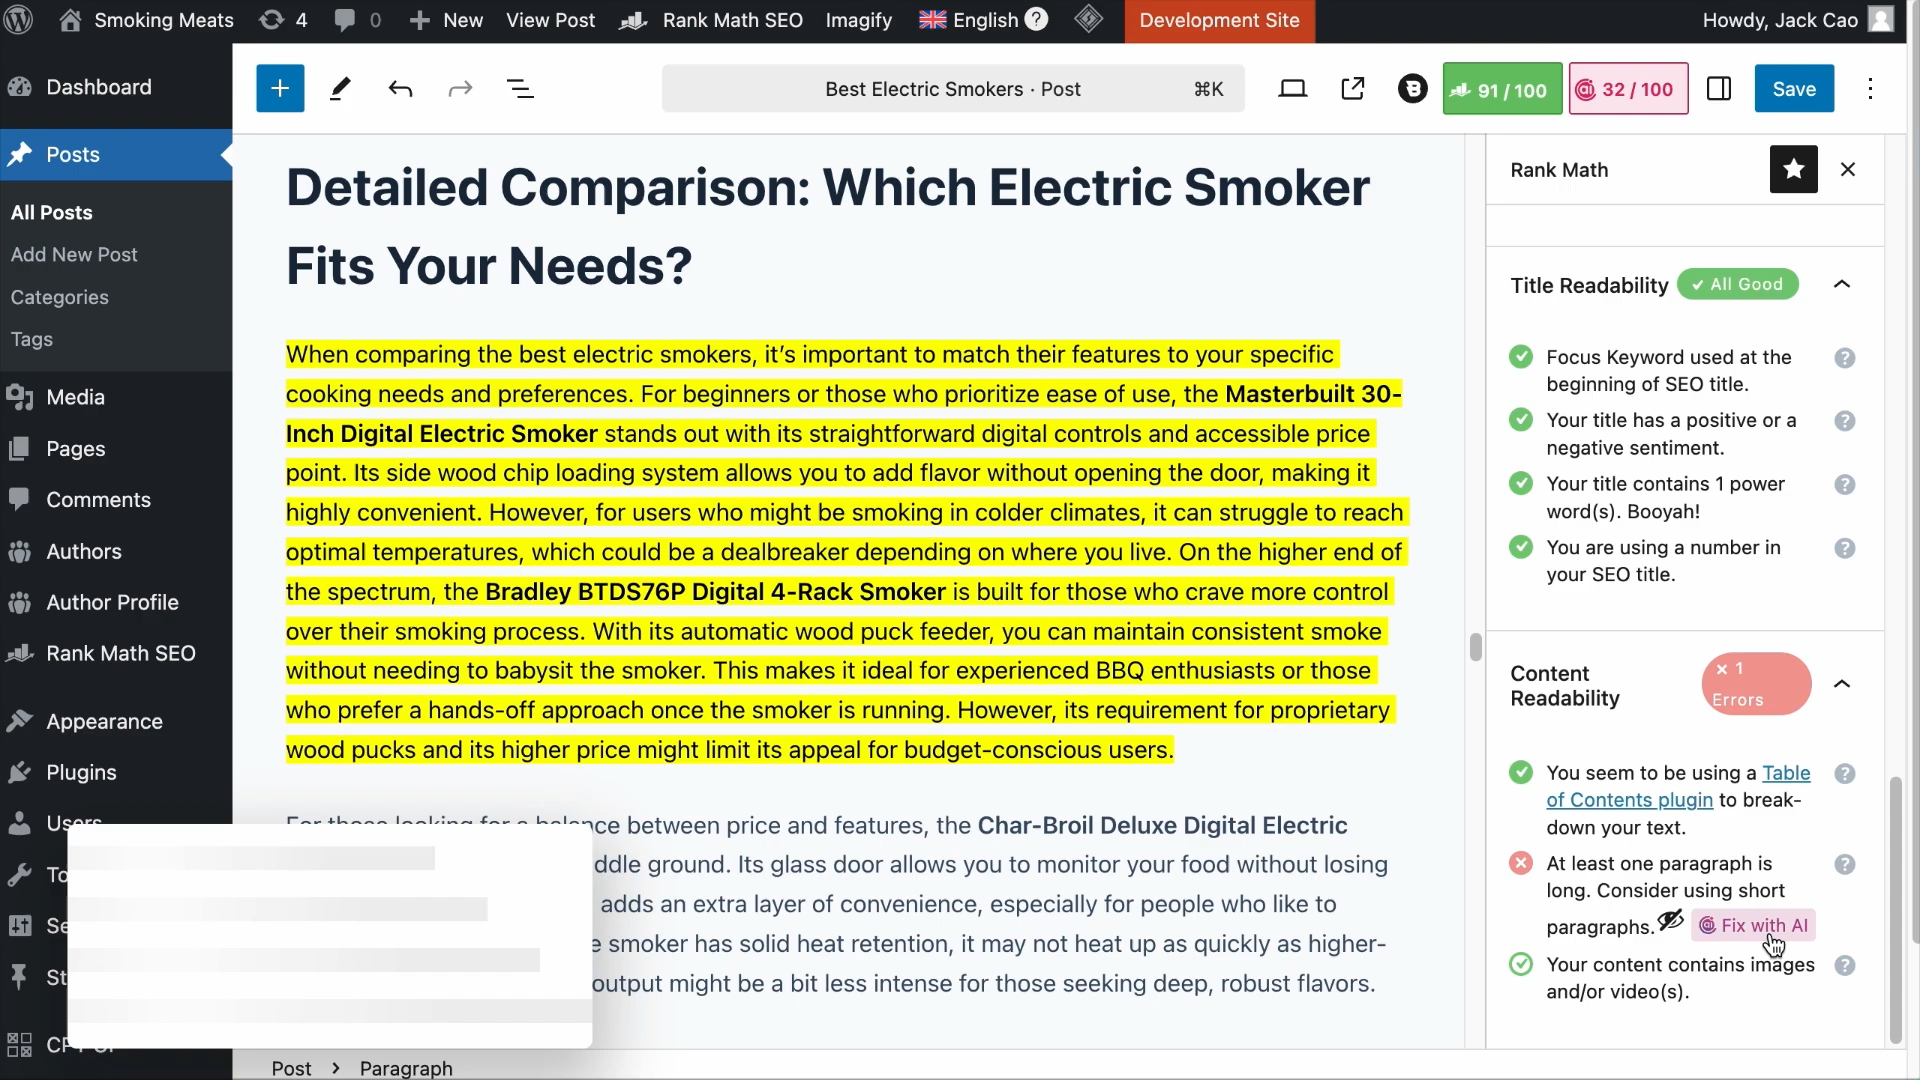 Smoking Meats
4
0
New
View Post
Rank Math SEO
Imagify
English
?
Development Site
Howdy, Jack Cao
Dashboard
Posts
All Posts
Add New Post
Categories
Tags
Media
Pages
Comments
Authors
Author Profile
Rank Math SEO
Appearance
Plugins
Users
Best Electric Smokers · Post
⌘K
91 / 100
32 / 100
Save
Detailed Comparison: Which Electric Smoker
Fits Your Needs?
When comparing the best electric smokers, it’s important to match their features to your specific
cooking needs and preferences. For beginners or those who prioritize ease of use, the Masterbuilt 30-
Inch Digital Electric Smoker stands out with its straightforward digital controls and accessible price
point. Its side wood chip loading system allows you to add flavor without opening the door, making it
highly convenient. However, for users who might be smoking in colder climates, it can struggle to reach
optimal temperatures, which could be a dealbreaker depending on where you live. On the higher end of
the spectrum, the Bradley BTDS76P Digital 4-Rack Smoker is built for those who crave more control
over their smoking process. With its automatic wood puck feeder, you can maintain consistent smoke
without needing to babysit the smoker. This makes it ideal for experienced BBQ enthusiasts or those
who prefer a hands-off approach once the smoker is running. However, its requirement for proprietary
wood pucks and its higher price might limit its appeal for budget-conscious users.
For those looking for a balance between price and features, the Char-Broil Deluxe Digital Electric
ddle ground. Its glass door allows you to monitor your food without losing
adds an extra layer of convenience, especially for people who like to
e smoker has solid heat retention, it may not heat up as quickly as higher-
output might be a bit less intense for those seeking deep, robust flavors.
Post › Paragraph
Rank Math
Title Readability
All Good
Focus Keyword used at the
beginning of SEO title.
Your title has a positive or a
negative sentiment.
Your title contains 1 power
word(s). Booyah!
You are using a number in
your SEO title.
Content
Readability
× 1
Errors
You seem to be using a Table
of Contents plugin to break-
down your text.
At least one paragraph is
long. Consider using short
paragraphs.
Fix with AI
Your content contains images
and/or video(s).